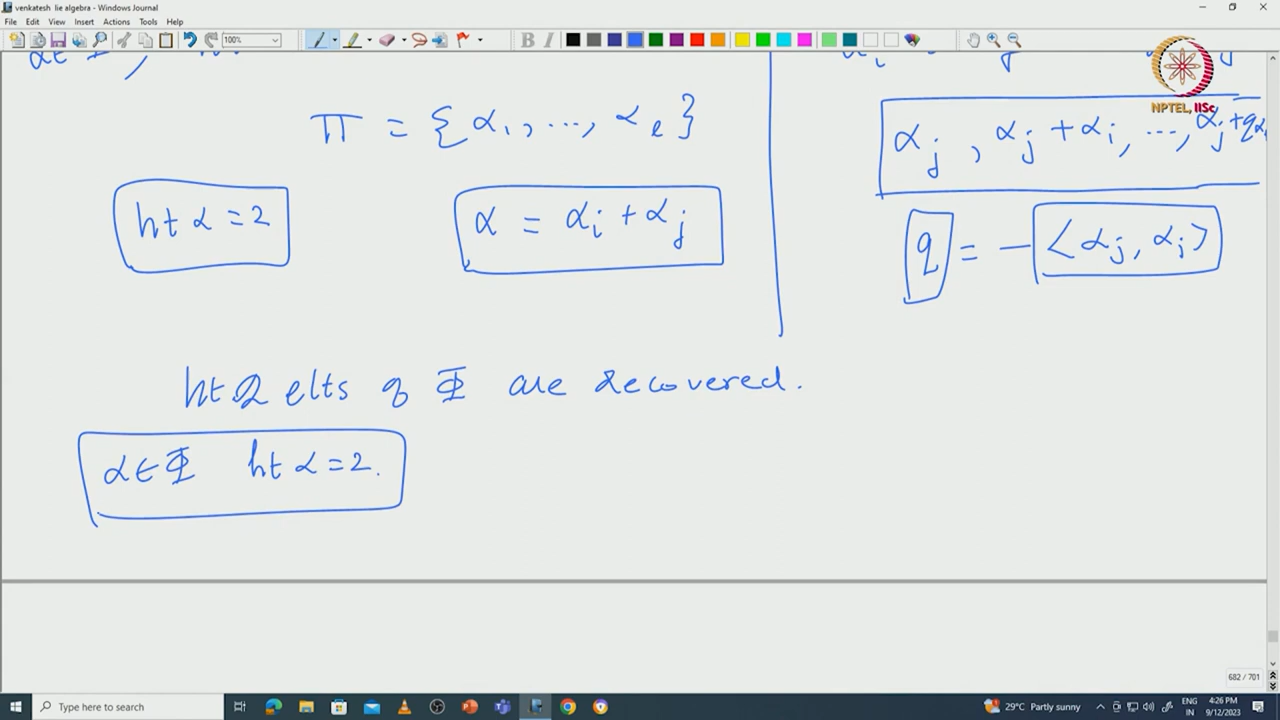 venkatesh lie algebra - Windows Journal
File Edit View Insert Actions Tools Help
100%
NPTEL, IISc
Π = {α₁, ..., αₗ}
ht α = 2
α = αᵢ + αⱼ
αⱼ, αⱼ + αᵢ, ..., αⱼ + qα
q = - <αⱼ, αᵢ>
ht 2 elts of Φ are recovered.
α ∈ Φ ht α = 2.
682 / 701
Type here to search
29°C Partly sunny
ENG
IN
4:26 PM
9/12/2023